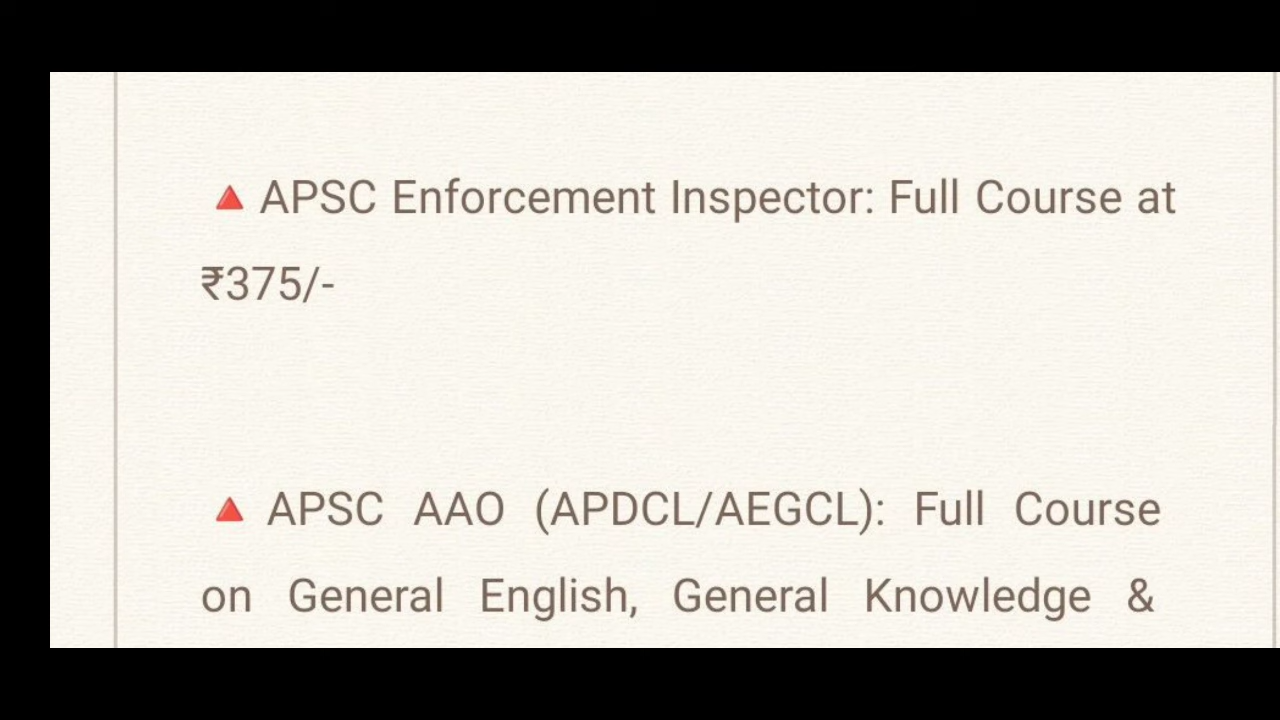 🔺APSC Enforcement Inspector: Full Course at
₹375/-
🔺APSC AAO (APDCL/AEGCL): Full Course
on General English, General Knowledge &